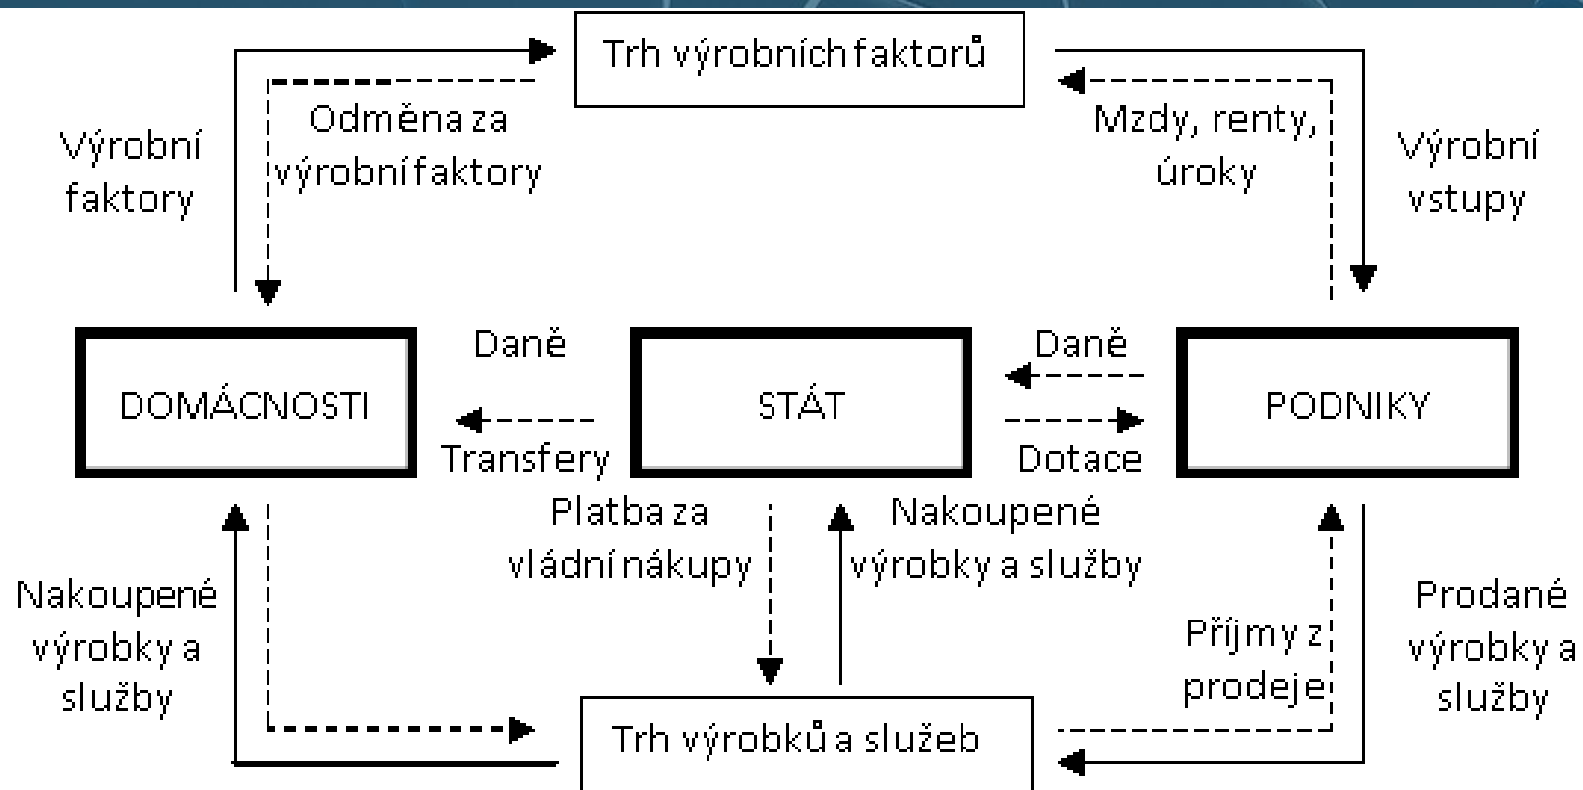 Trh výrobních faktorů
Odměna za
výrobní faktory
Mzdy, renty,
úroky
Výrobní
faktory
Výrobní
vstupy
Daně
Daně
DOMÁCNOSTI
STÁT
PODNIKY
Transfery
Dotace
Platba za
vládní nákupy
Nakoupené
výrobky a služby
Nakoupené
výrobky a
služby
Příjmy z
prodeje
Prodané
výrobky a
služby
Trh výrobků a služeb